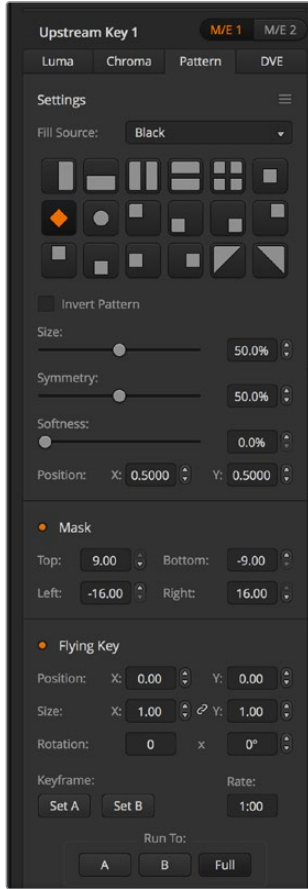 Upstream Key 1 M/E 1 M/E 2
Luma Chroma Pattern DVE
Settings
Fill Source: Black
Invert Pattern
Size:
50.0%
Symmetry:
50.0%
Softness:
0.0%
Position: X: 0.5000 Y: 0.5000
Mask
Top: 9.00 Bottom: -9.00
Left: -16.00 Right: 16.00
Flying Key
Position: X: 0.00 Y: 0.00
Size: X: 1.00 Y: 1.00
Rotation: 0 x 0°
Keyframe: Rate:
Set A Set B 1:00
Run To:
A B Full